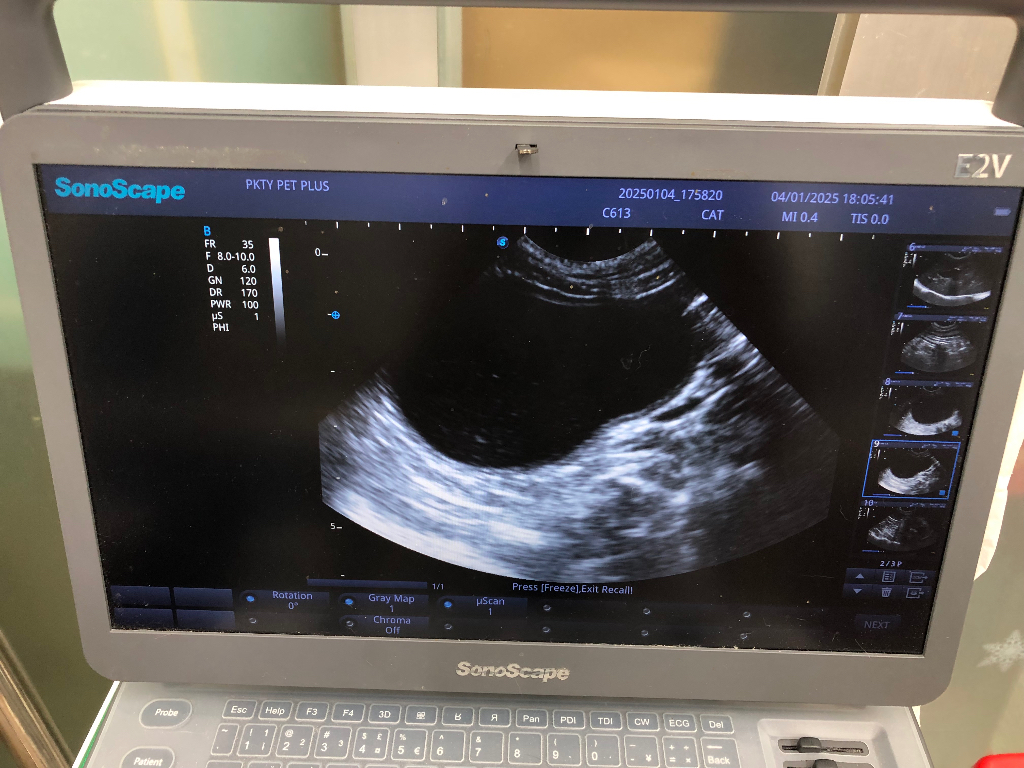 E2V
SonoScape
PKTY PET PLUS
20250104_175820
04/01/2025 18:05:41
C613
CAT
MI 0.4
TIS 0.0
B
FR 35
F 8.0-10.0
D 6.0
GN 120
DR 170
PWR 100
µS 1
PHI
0
5
6
7
8
9
10
2/3 P
1/1
Press [Freeze],Exit Recall!
Rotation
0°
Gray Map
1
µScan
1
Chroma
Off
NEXT
SonoScape
Probe
Esc Help F3 F4 3D Pan PDI TDI CW ECG Del
Patient
Back